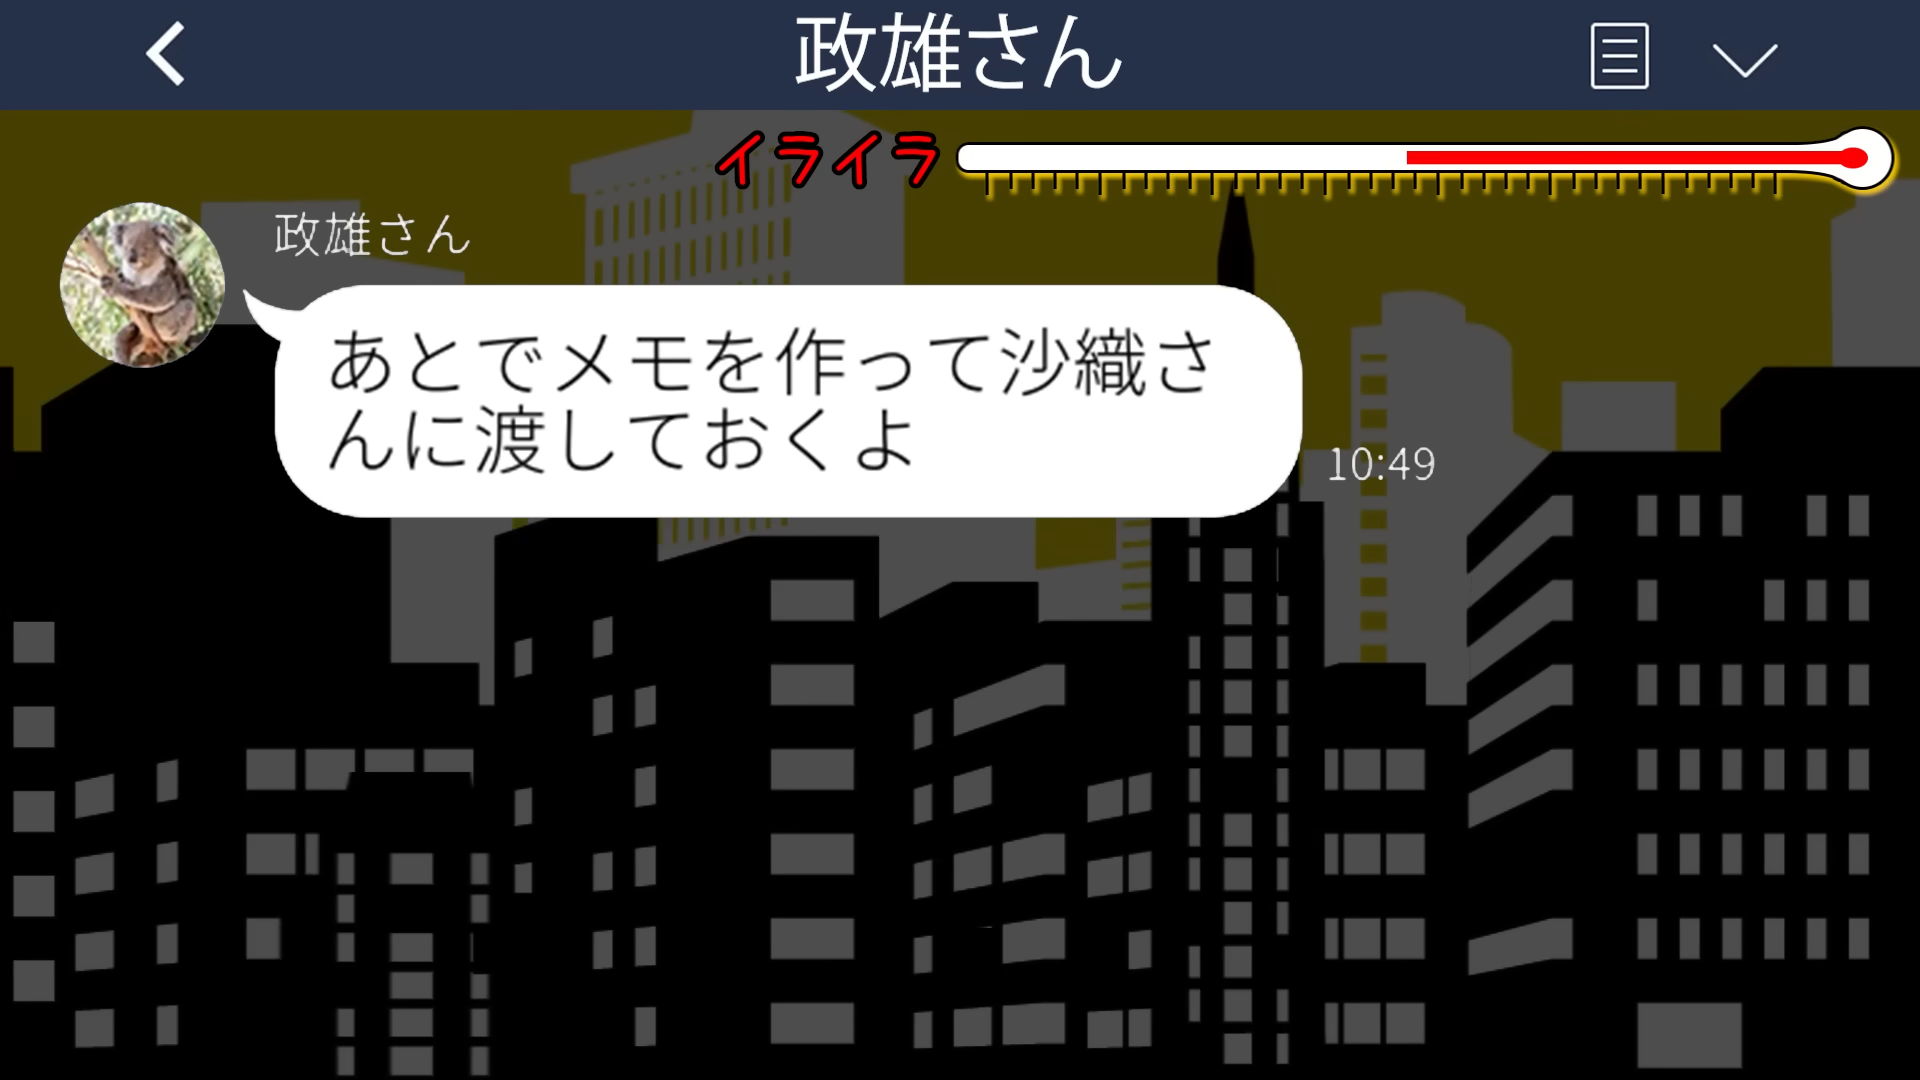 政雄さん
イライラ
政雄さん
あとでメモを作って沙織さ
んに渡しておくよ
10:49